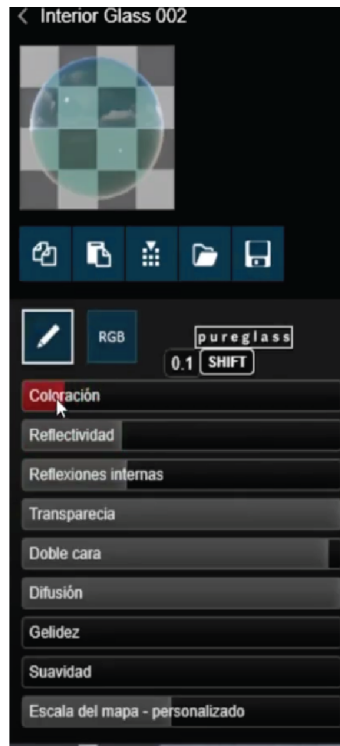 Interior Glass 002
RGB
pureglass
0.1 SHIFT
Coloración
Reflectividad
Reflexiones internas
Transparecia
Doble cara
Difusión
Gelidez
Suavidad
Escala del mapa - personalizado